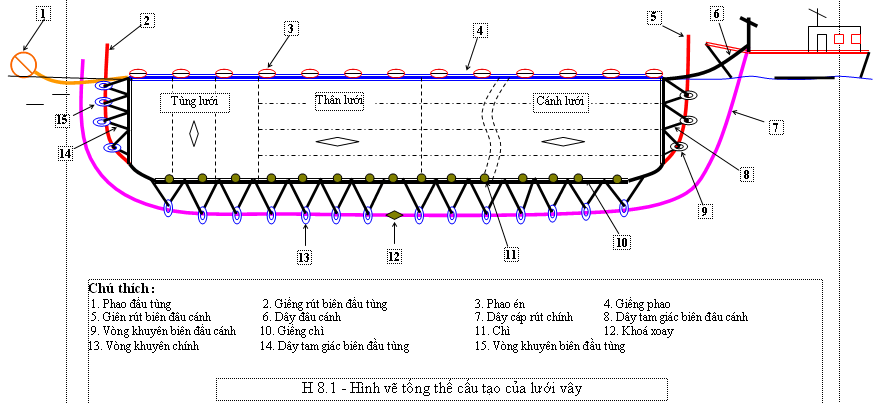 1
2
3
4
5
6
Tùng lưới
Thân lưới
Cánh lưới
15
14
7
8
9
10
11
12
13
Chú thích:
1. Phao đầu tùng 2. Giềng rút biên đầu tùng 3. Phao én 4. Giềng phao
5. Giên rút biên đầu cánh 6. Dây đầu cánh 7. Dây cáp rút chính 8. Dây tam giác biên đầu cánh
9. Vòng khuyên biên đầu cánh 10. Giềng chì 11. Chì 12. Khoá xoay
13. Vòng khuyên chính 14. Dây tam giác biên đầu tùng 15. Vòng khuyên biên đầu tùng
H 8.1 - Hình vẽ tổng thể cấu tạo của lưới vây